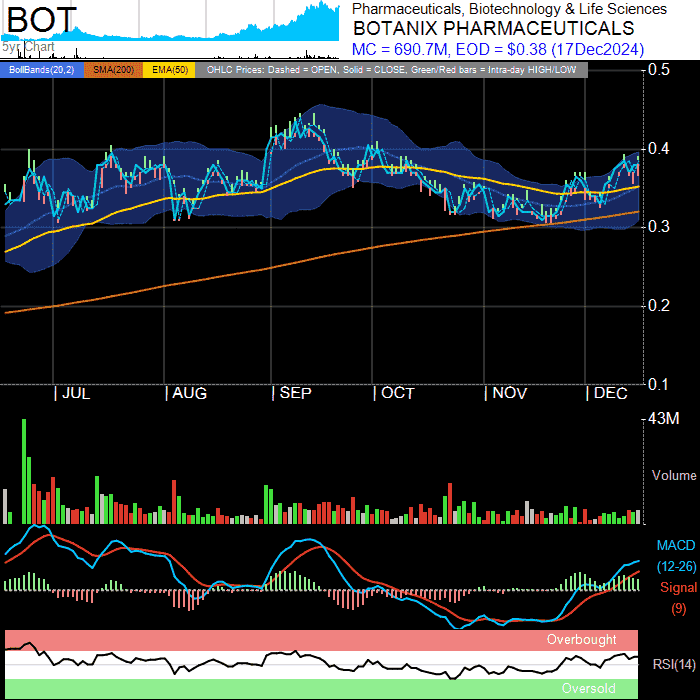 BOT
5yr Chart
Pharmaceuticals, Biotechnology & Life Sciences
BOTANIX PHARMACEUTICALS
MC = 690.7M, EOD = $0.38 (17Dec2024)
BollBands(20,2) SMA(200) EMA(50) OHLC Prices: Dashed = OPEN, Solid = CLOSE, Green/Red bars = Intra-day HIGH/LOW
0.5
0.4
0.3
0.2
0.1
JUL AUG SEP OCT NOV DEC
43M
Volume
MACD
(12-26)
Signal
(9)
Overbought
RSI(14)
Oversold